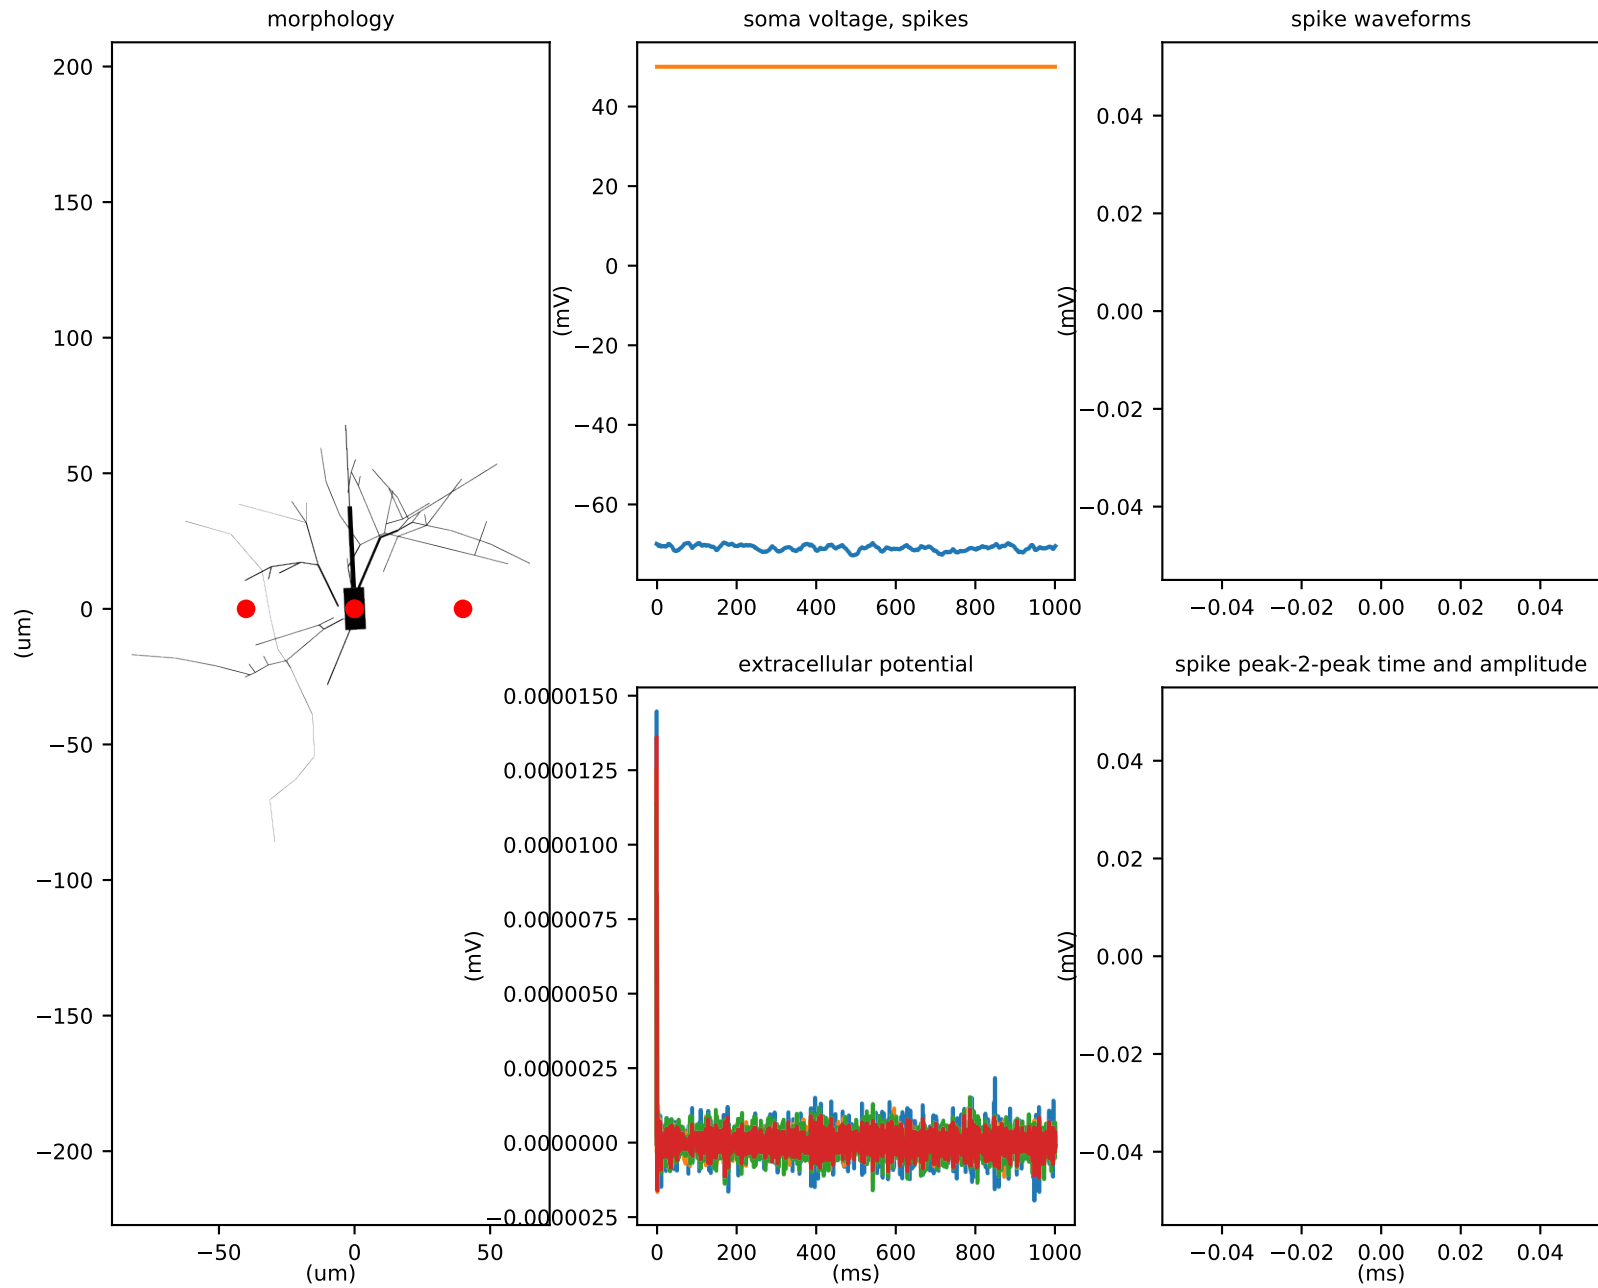 morphology
200
150
100
50
0
−50
−100
−150
−200
(um)
−50 0 50
(um)
soma voltage, spikes
40
20
0
−20
−40
−60
(mV)
0 200 400 600 800 1000
spike waveforms
0.04
0.02
0.00
−0.02
−0.04
(mV)
−0.04 −0.02 0.00 0.02 0.04
extracellular potential
0.0000150
0.0000125
0.0000100
0.0000075
0.0000050
0.0000025
0.0000000
−0.0000025
(mV)
0 200 400 600 800 1000
(ms)
spike peak-2-peak time and amplitude
0.04
0.02
0.00
−0.02
−0.04
(mV)
−0.04 −0.02 0.00 0.02 0.04
(ms)